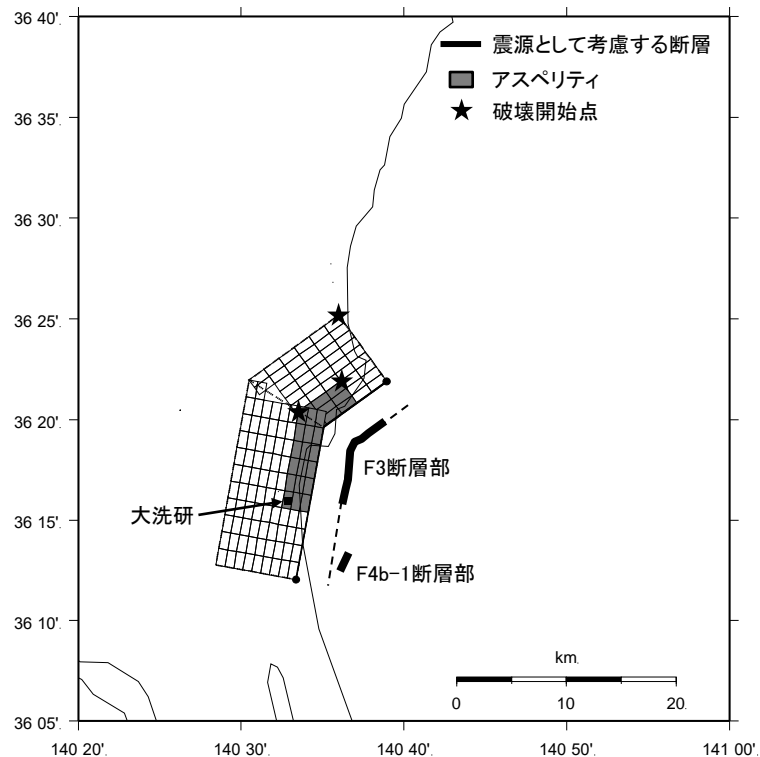 36 40'.
震源として考慮する断層
アスペリティ
破壊開始点
36 35'.
36 30'.
36 25'.
36 20'.
F3断層部
大洗研
36 15'.
F4b-1断層部
36 10'.
km.
0 10 20.
36 05'.
140 20'. 140 30'. 140 40'. 140 50'. 141 00'.